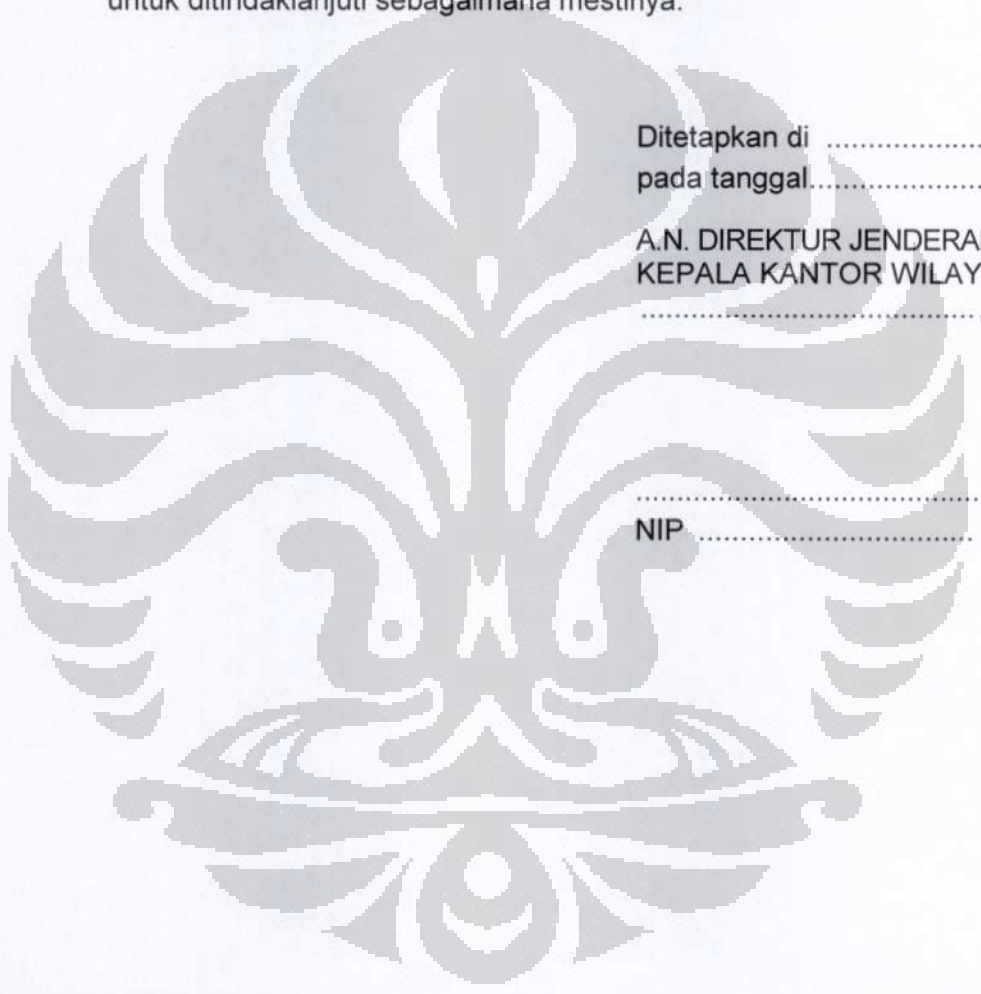 untuk ditindaklanjuti sebagaimana mestinya.
Ditetapkan di ....................
pada tanggal......................
A.N. DIREKTUR JENDERAL
KEPALA KANTOR WILAY
........................................
........................................
NIP ................................